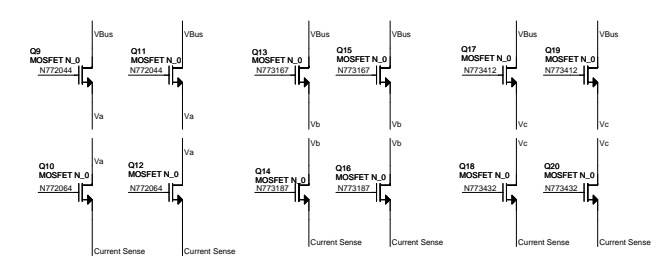 VBus
Q9
MOSFET N_0
N772044
Va
VBus
Q11
MOSFET N_0
N772044
Va
VBus
Q13
MOSFET N_0
N773167
Vb
VBus
Q15
MOSFET N_0
N773167
Vb
VBus
Q17
MOSFET N_0
N773412
Vc
VBus
Q19
MOSFET N_0
N773412
Vc
Va
Q10
MOSFET N_0
N772064
Current Sense
Va
Q12
MOSFET N_0
N772064
Current Sense
Vb
Q14
MOSFET N_0
N773187
Current Sense
Vb
Q16
MOSFET N_0
N773187
Current Sense
Vc
Q18
MOSFET N_0
N773432
Current Sense
Vc
Q20
MOSFET N_0
N773432
Current Sense